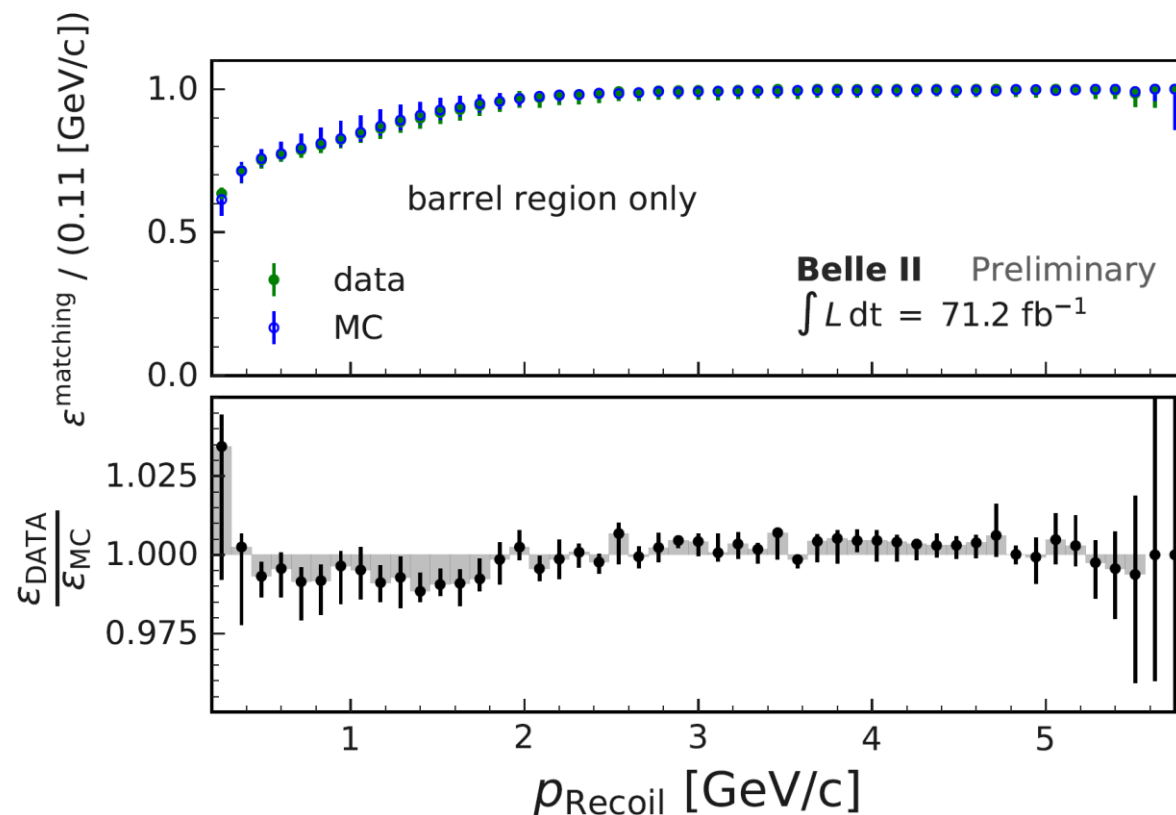 ε^matching / (0.11 [GeV/c])
1.0
0.5
0.0
barrel region only
data
MC
Belle II Preliminary
∫ L dt = 71.2 fb⁻¹
ε_DATA
ε_MC
1.025
1.000
0.975
1 2 3 4 5
p_Recoil [GeV/c]